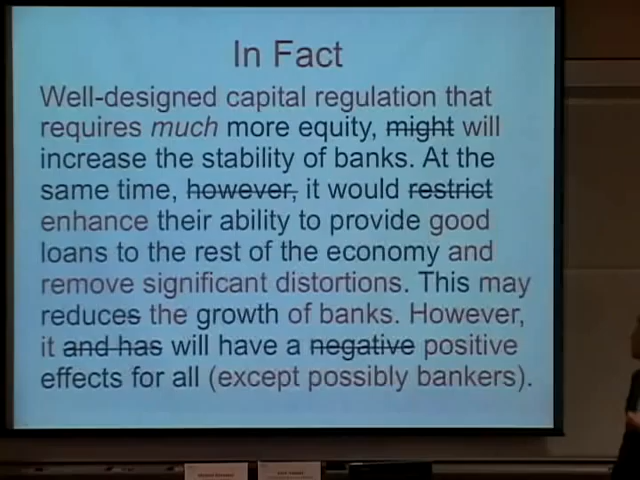 In Fact
Well-designed capital regulation that
requires much more equity, might will
increase the stability of banks. At the
same time, however, it would restrict
enhance their ability to provide good
loans to the rest of the economy and
remove significant distortions. This may
reduces the growth of banks. However,
it and has will have a negative positive
effects for all (except possibly bankers).